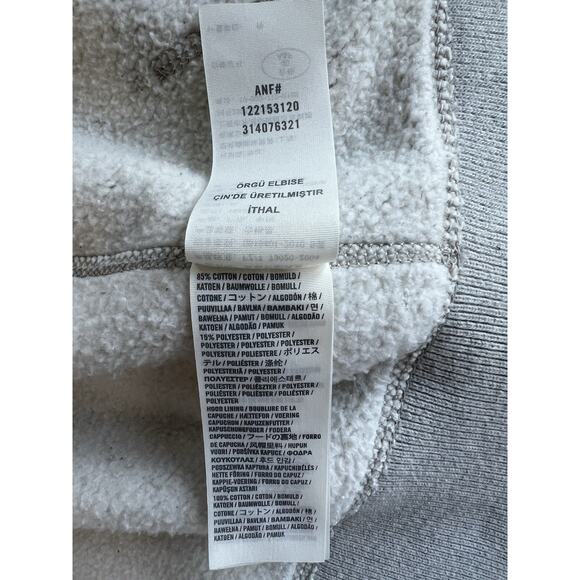 ANF#
122153120
314076321
ÖRGÜ ELBISE
ÇIN'DE ÜRETILMIŞTIR
İTHAL
85% COTTON / COTON / BOMULD /
KATOEN / BAUMWOLLE / BOMULL /
COTONE / コットン / ALGODÓN / 棉 /
PUUVILLAA / BAVLNA / BAMBAKI / 면 /
BAWEŁNA / PAMUT / BOMULL / ALGODÃO /
KATOEN / ALGODÃO / PAMUK
15% POLYESTER / POLYESTER /
POLYESTER / POLYESTER / POLYESTER /
POLYESTER / POLIESTERE / ポリエス
テル / POLIÉSTER / 涤纶 /
POLYESTERIÄ / POLYESTER /
ΠΟΛΥΕΣΤΕΡ / 폴리에스테르 /
POLIESTER / POLIÉSZTER / POLYESTER /
POLIÉSTER / POLIÉSTER / POLYESTER /
POLYESTER
HOOD LINING / DOUBLURE DE LA
CAPUCHE / HÆTTEFOR / VOERING
CAPUCHON / KAPUZENFUTTER /
KAPUSCHONGFODER / FODERA
CAPPUCCIO / フードの裏地 / FORRO
DE CAPUCHA / 风帽里料 / HUPUN
VUORI / PODŠÍVKA KAPUCE / ΦΟΔΡΑ
ΚΟΥΚΟΥΛΑΣ / 후드 안감 /
PODSZEWKA KAPTURA / KAPUCHIBÉLÉS /
HETTE FÔRING / FORRO DO CAPUZ /
KAPPIE-VOERING / FORRO DO CAPUZ /
KAPÜŞON ASTARI
100% COTTON / COTON / BOMULD /
KATOEN / BAUMWOLLE / BOMULL /
COTONE / コットン / ALGODÓN / 棉 /
PUUVILLAA / BAVLNA / BAMBAKI / 면 /
BAWEŁNA / PAMUT / BOMULL / ALGODÃO /
KATOEN / ALGODÃO / PAMUK